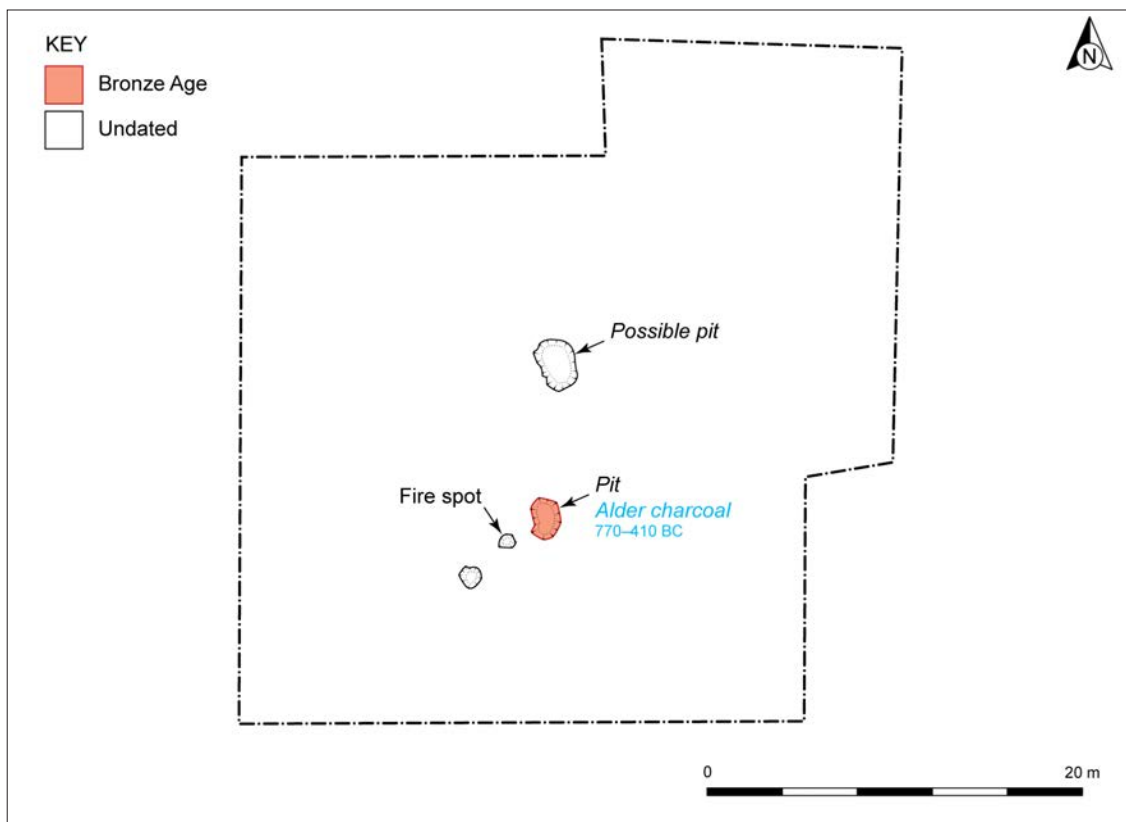 KEY
Bronze Age
Undated
N
Possible pit
Fire spot
Pit
Alder charcoal
770–410 BC
0
20 m